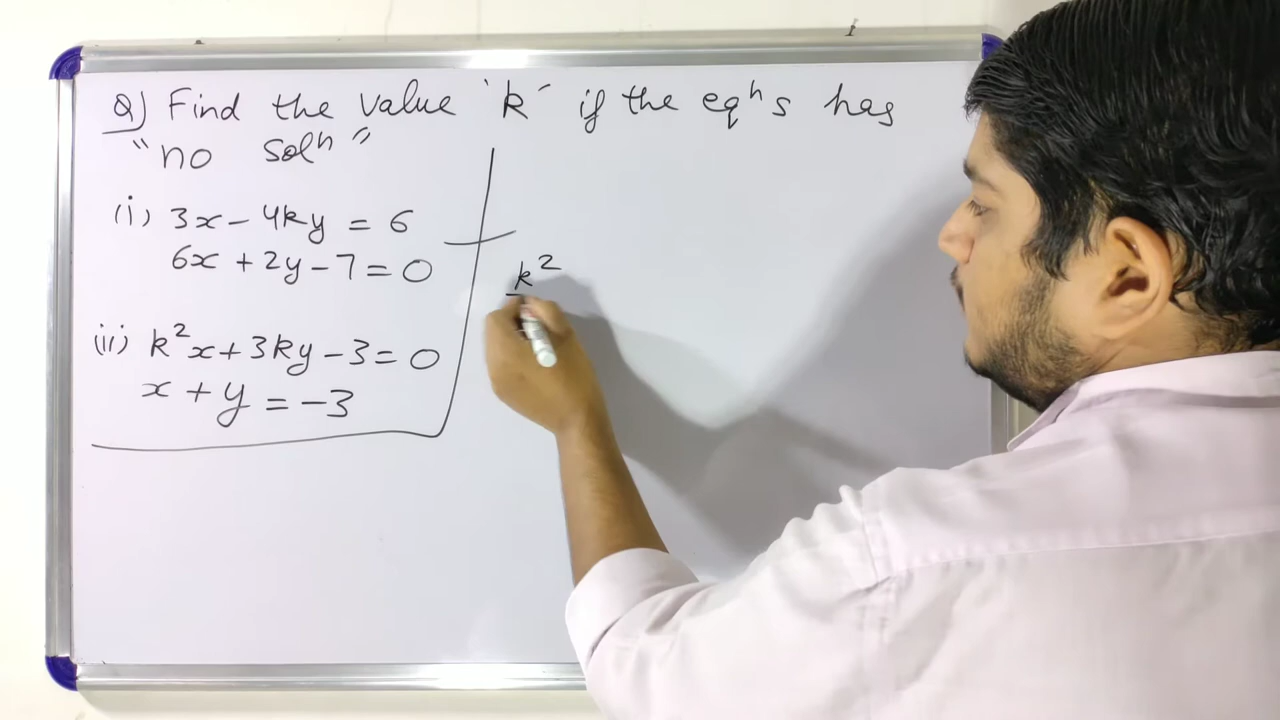 Q) Find the value 'k' if the eqⁿs has
"no solⁿ"
(i) 3x - 4ky = 6
6x + 2y - 7 = 0
(ii) k²x + 3ky - 3 = 0
x + y = -3
k²